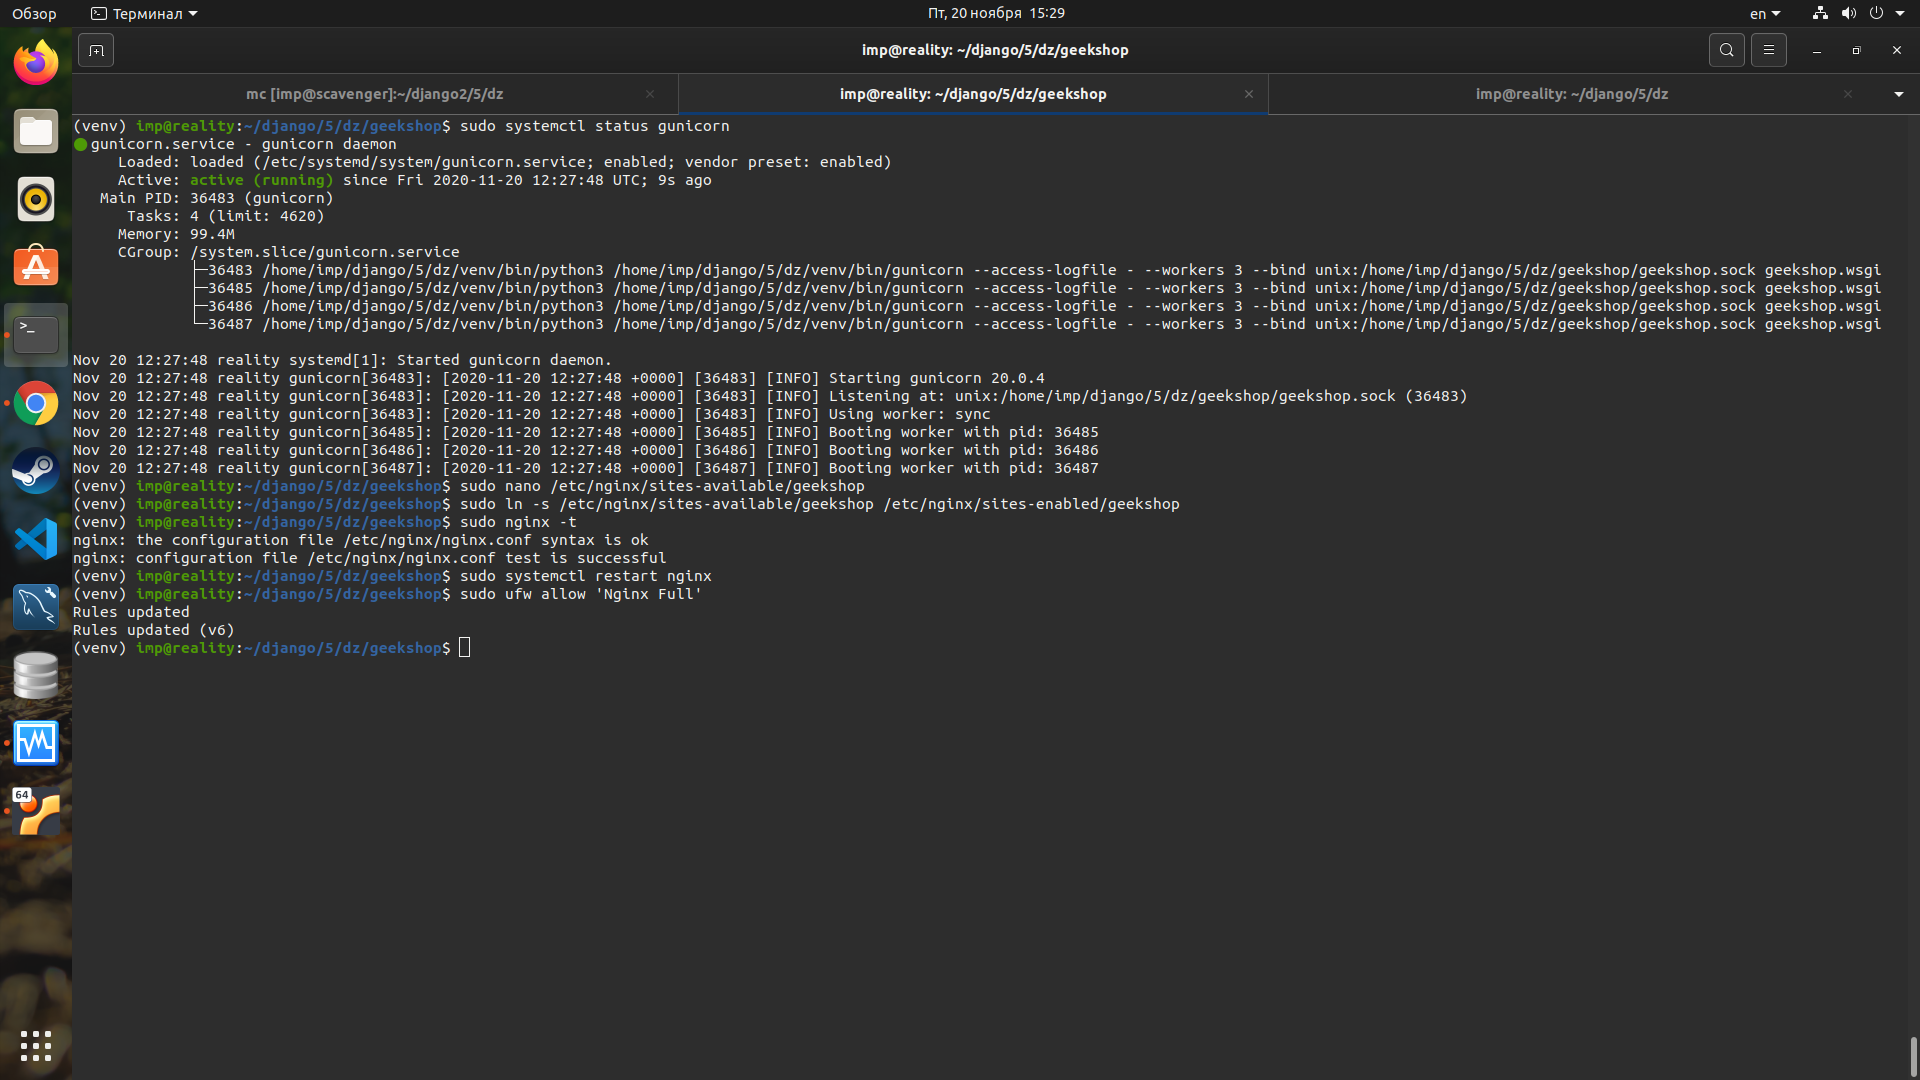 Обзор
Терминал
Пт, 20 ноября 15:29
en
imp@reality: ~/django/5/dz/geekshop
mc [imp@scavenger]:~/django2/5/dz
imp@reality: ~/django/5/dz/geekshop
imp@reality: ~/django/5/dz
(venv) imp@reality:~/django/5/dz/geekshop$ sudo systemctl status gunicorn
● gunicorn.service - gunicorn daemon
Loaded: loaded (/etc/systemd/system/gunicorn.service; enabled; vendor preset: enabled)
Active: active (running) since Fri 2020-11-20 12:27:48 UTC; 9s ago
Main PID: 36483 (gunicorn)
Tasks: 4 (limit: 4620)
Memory: 99.4M
CGroup: /system.slice/gunicorn.service
├─36483 /home/imp/django/5/dz/venv/bin/python3 /home/imp/django/5/dz/venv/bin/gunicorn --access-logfile - --workers 3 --bind unix:/home/imp/django/5/dz/geekshop/geekshop.sock geekshop.wsgi
├─36485 /home/imp/django/5/dz/venv/bin/python3 /home/imp/django/5/dz/venv/bin/gunicorn --access-logfile - --workers 3 --bind unix:/home/imp/django/5/dz/geekshop/geekshop.sock geekshop.wsgi
├─36486 /home/imp/django/5/dz/venv/bin/python3 /home/imp/django/5/dz/venv/bin/gunicorn --access-logfile - --workers 3 --bind unix:/home/imp/django/5/dz/geekshop/geekshop.sock geekshop.wsgi
└─36487 /home/imp/django/5/dz/venv/bin/python3 /home/imp/django/5/dz/venv/bin/gunicorn --access-logfile - --workers 3 --bind unix:/home/imp/django/5/dz/geekshop/geekshop.sock geekshop.wsgi
Nov 20 12:27:48 reality systemd[1]: Started gunicorn daemon.
Nov 20 12:27:48 reality gunicorn[36483]: [2020-11-20 12:27:48 +0000] [36483] [INFO] Starting gunicorn 20.0.4
Nov 20 12:27:48 reality gunicorn[36483]: [2020-11-20 12:27:48 +0000] [36483] [INFO] Listening at: unix:/home/imp/django/5/dz/geekshop/geekshop.sock (36483)
Nov 20 12:27:48 reality gunicorn[36483]: [2020-11-20 12:27:48 +0000] [36483] [INFO] Using worker: sync
Nov 20 12:27:48 reality gunicorn[36485]: [2020-11-20 12:27:48 +0000] [36485] [INFO] Booting worker with pid: 36485
Nov 20 12:27:48 reality gunicorn[36486]: [2020-11-20 12:27:48 +0000] [36486] [INFO] Booting worker with pid: 36486
Nov 20 12:27:48 reality gunicorn[36487]: [2020-11-20 12:27:48 +0000] [36487] [INFO] Booting worker with pid: 36487
(venv) imp@reality:~/django/5/dz/geekshop$ sudo nano /etc/nginx/sites-available/geekshop
(venv) imp@reality:~/django/5/dz/geekshop$ sudo ln -s /etc/nginx/sites-available/geekshop /etc/nginx/sites-enabled/geekshop
(venv) imp@reality:~/django/5/dz/geekshop$ sudo nginx -t
nginx: the configuration file /etc/nginx/nginx.conf syntax is ok
nginx: configuration file /etc/nginx/nginx.conf test is successful
(venv) imp@reality:~/django/5/dz/geekshop$ sudo systemctl restart nginx
(venv) imp@reality:~/django/5/dz/geekshop$ sudo ufw allow 'Nginx Full'
Rules updated
Rules updated (v6)
(venv) imp@reality:~/django/5/dz/geekshop$
>_
64